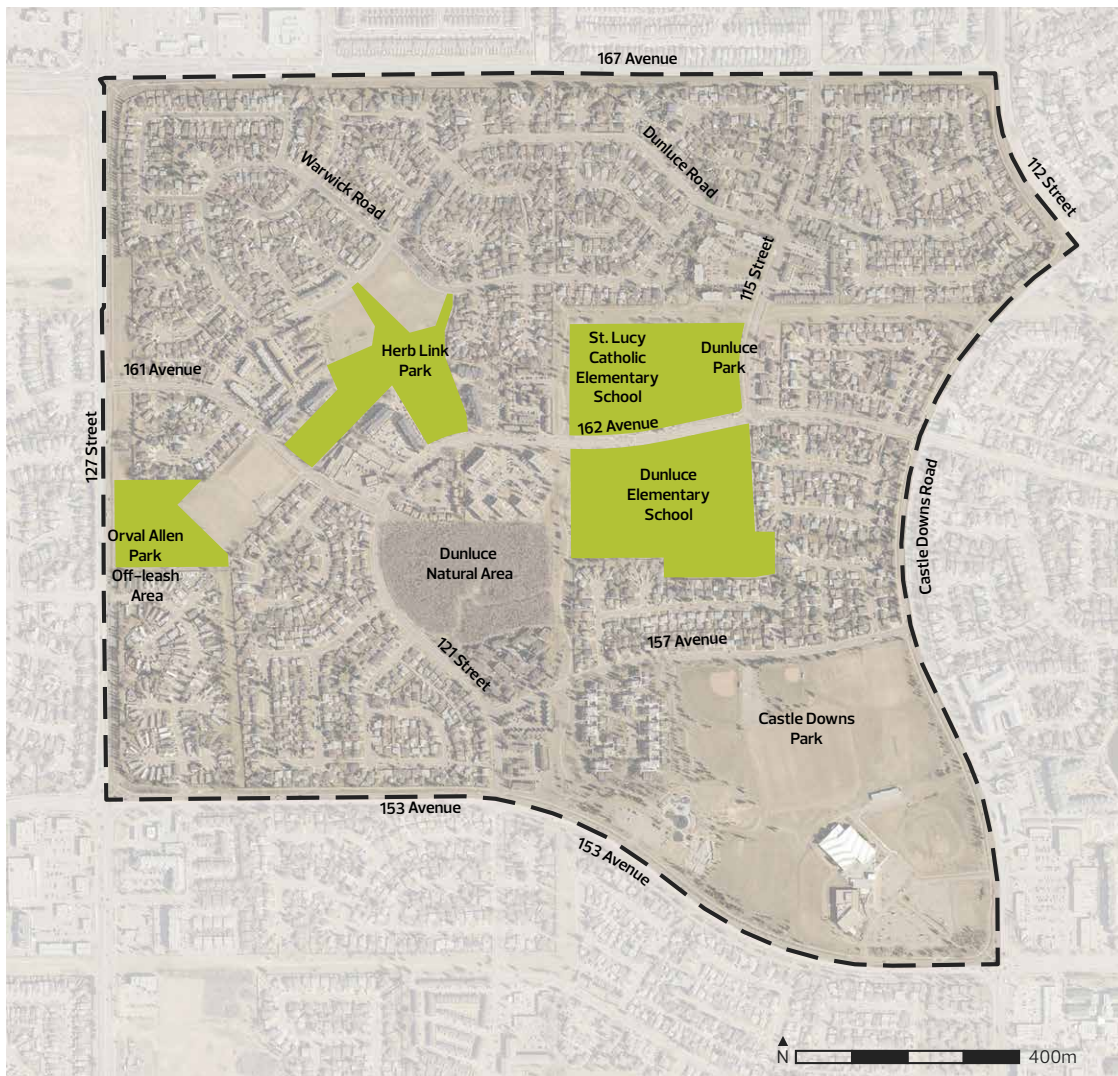 167 Avenue
Dunluce Road
Warwick Road
112 Street
115 Street
St. Lucy
Catholic
Elementary
School
Dunluce
Park
Herb Link
Park
161 Avenue
162 Avenue
127 Street
Castle Downs Road
Dunluce
Elementary
School
Orval Allen
Park
Off-leash
Area
Dunluce
Natural Area
157 Avenue
121 Street
Castle Downs
Park
153 Avenue
153 Avenue
N
400m